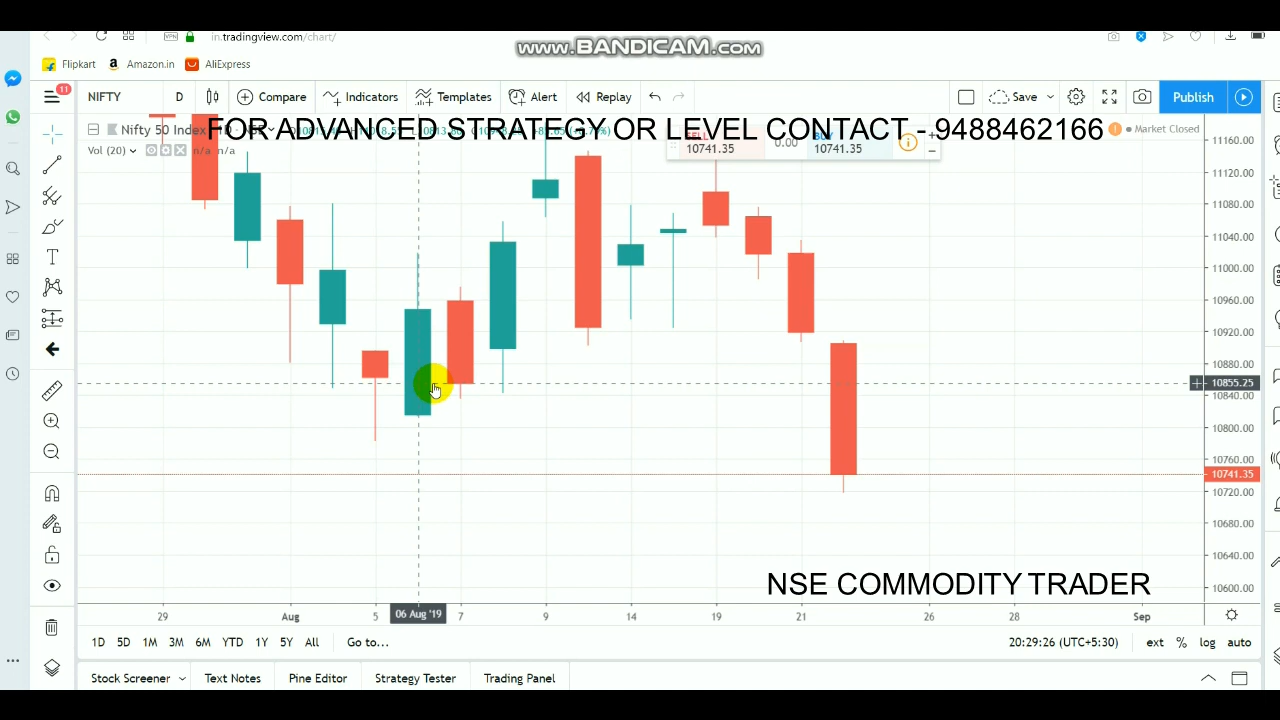 www.BANDICAM.com
VPN in.tradingview.com/chart/
Flipkart Amazon.in AliExpress
11 NIFTY D Compare Indicators Templates Alert Replay Save Publish
FOR ADVANCED STRATEGY OR LEVEL CONTACT - 9488462166
Nifty 50 Index
Market Closed
SELL BUY
10741.35 0.00 10741.35
Vol (20) n/a n/a
11160.00
11120.00
11080.00
11040.00
11000.00
10960.00
10920.00
10880.00
10855.25
10840.00
10800.00
10760.00
10741.35
10720.00
10680.00
10640.00
10600.00
NSE COMMODITY TRADER
29 Aug 5 06 Aug '19 7 9 14 19 21 26 28 Sep
1D 5D 1M 3M 6M YTD 1Y 5Y All Go to... 20:29:26 (UTC+5:30) ext % log auto
Stock Screener Text Notes Pine Editor Strategy Tester Trading Panel